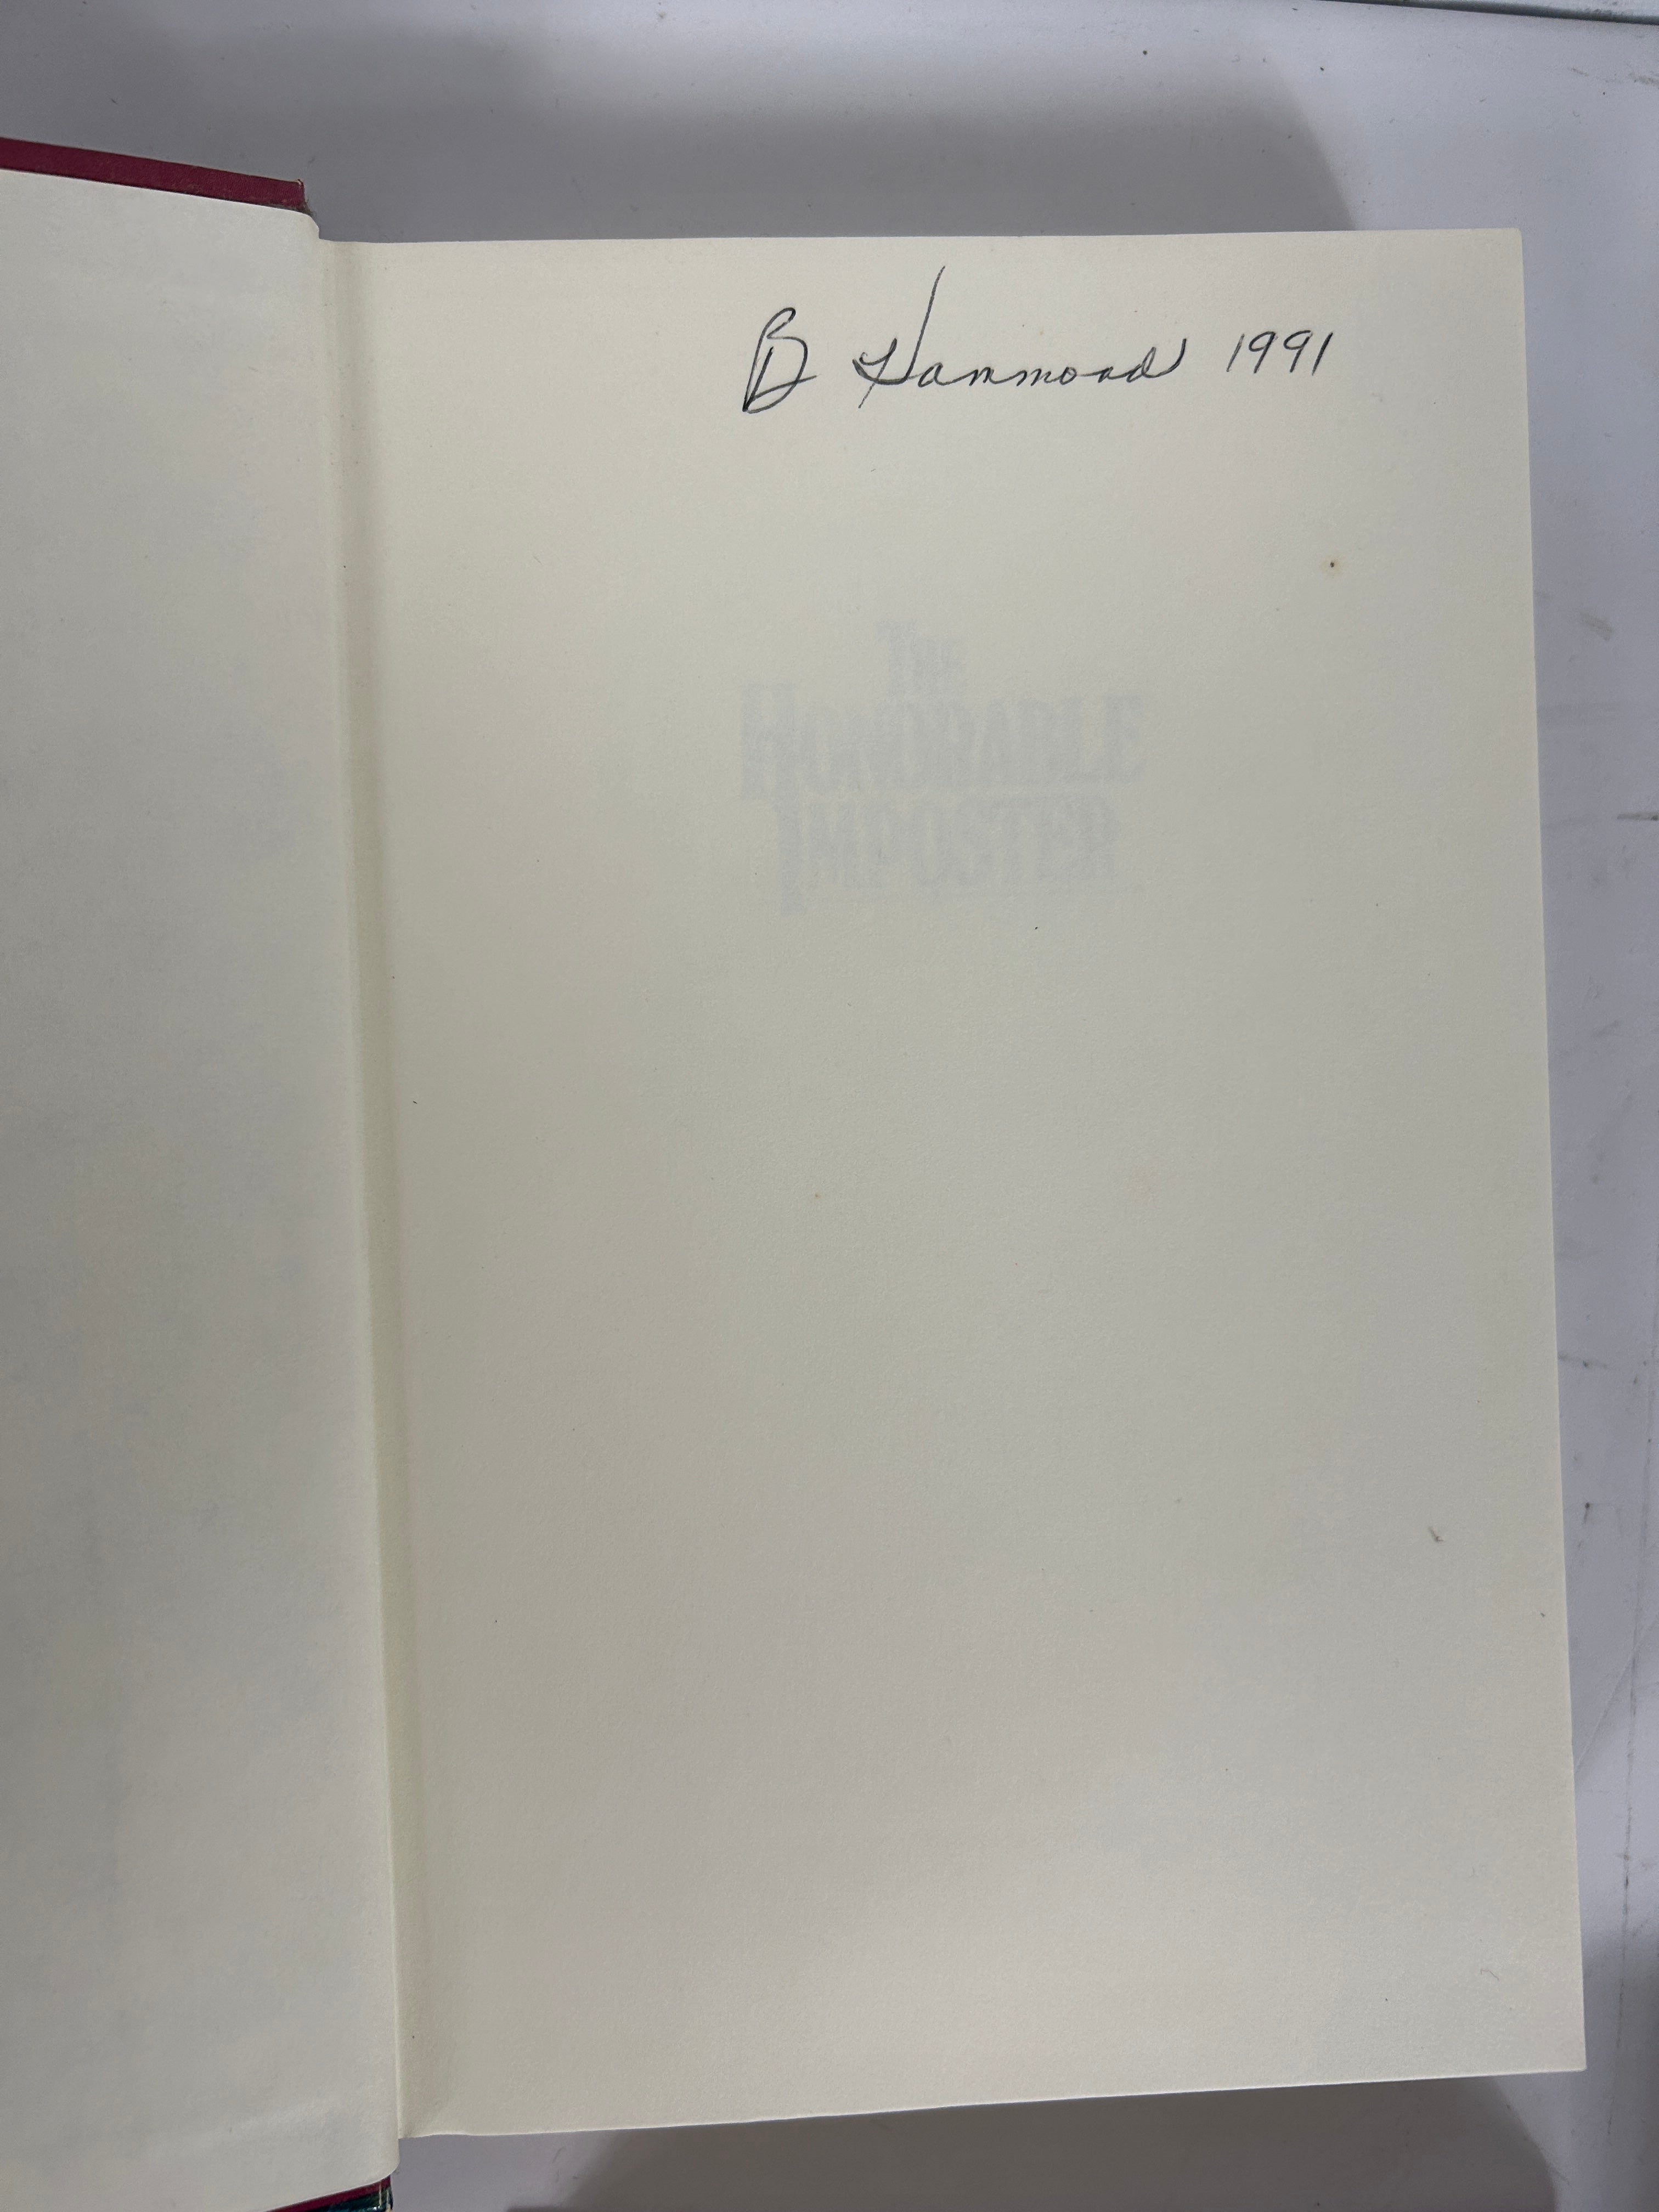 B Hammond 1991
THE
HONORABLE
IMPOSTER